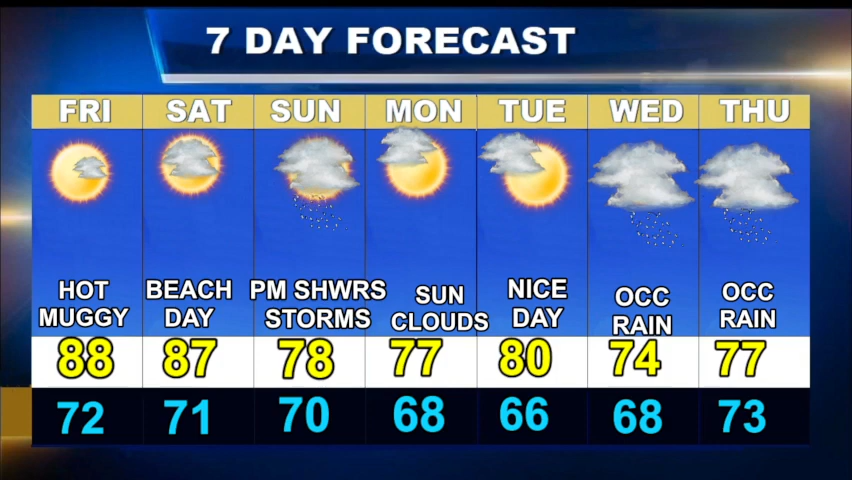 7 DAY FORECAST
FRI SAT SUN MON TUE WED THU
HOT
MUGGY
BEACH
DAY
PM SHWRS
STORMS
SUN
CLOUDS
NICE
DAY
OCC
RAIN
OCC
RAIN
88 87 78 77 80 74 77
72 71 70 68 66 68 73